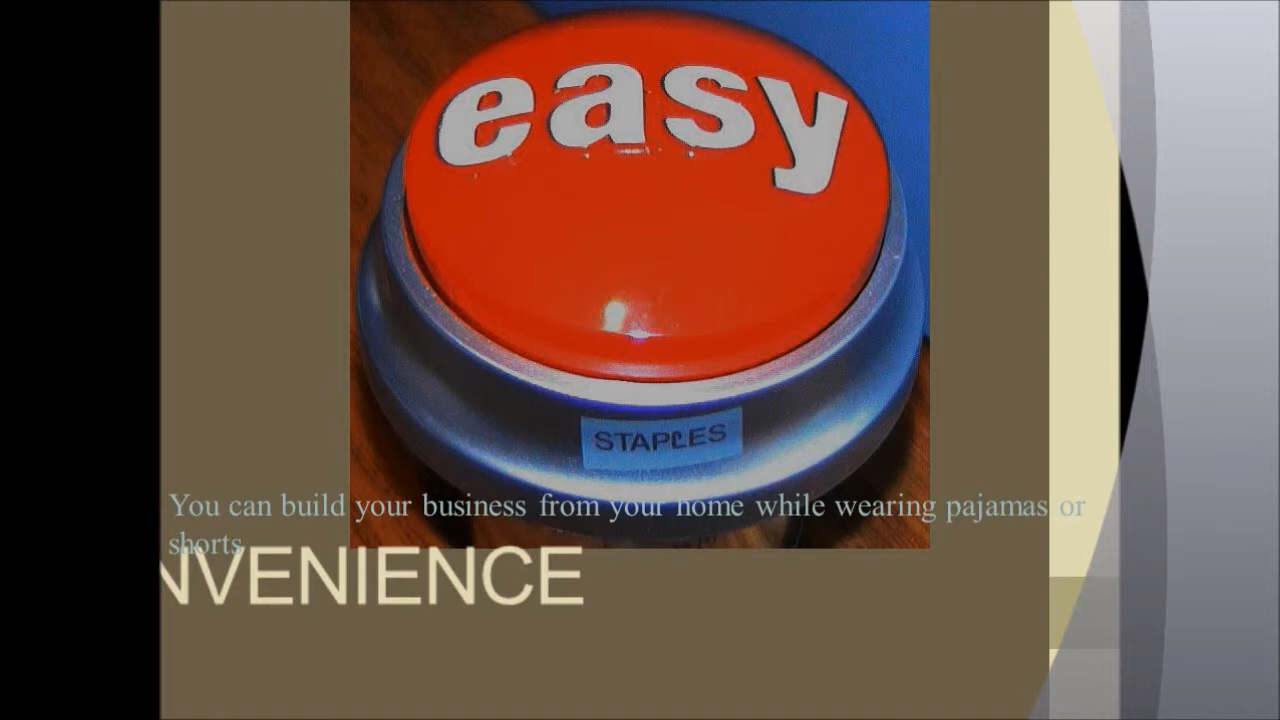 easy
STAPLES
You can build your business from your home while wearing pajamas or
shorts
NVENIENCE